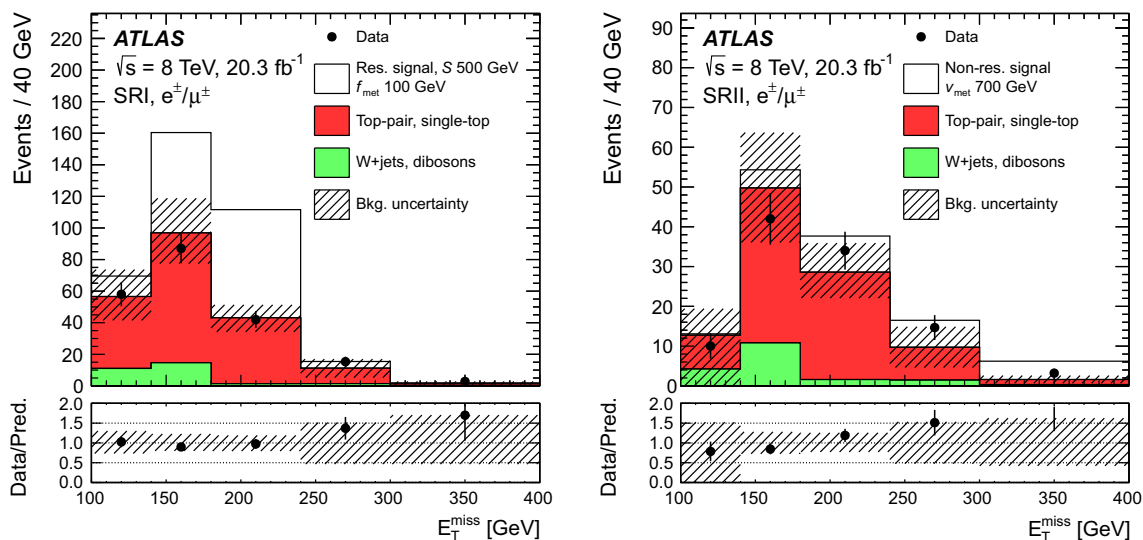 Events / 40 GeV
220
200
180
160
140
120
100
80
60
40
20
0
ATLAS
√s = 8 TeV, 20.3 fb⁻¹
SRI, e±/μ±
Data
Res. signal, S 500 GeV
f_met 100 GeV
Top-pair, single-top
W+jets, dibosons
Bkg. uncertainty
Data/Pred.
2.0
1.5
1.0
0.5
0.0
100 150 200 250 300 350 400
E_T^miss [GeV]
Events / 40 GeV
90
80
70
60
50
40
30
20
10
0
ATLAS
√s = 8 TeV, 20.3 fb⁻¹
SRII, e±/μ±
Data
Non-res. signal
v_met 700 GeV
Top-pair, single-top
W+jets, dibosons
Bkg. uncertainty
Data/Pred.
2.0
1.5
1.0
0.5
0.0
100 150 200 250 300 350 400
E_T^miss [GeV]